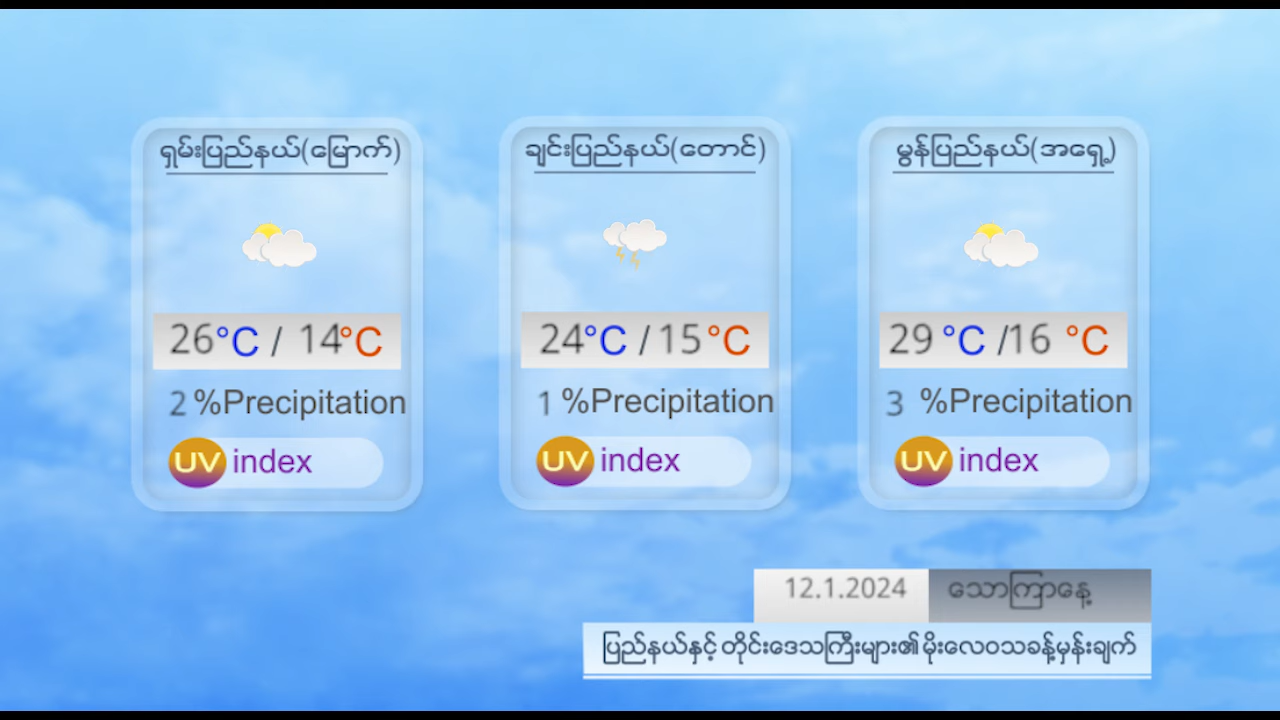 ရှမ်းပြည်နယ်(မြောက်)
26°C / 14°C
2 %Precipitation
UV index
ချင်းပြည်နယ်(တောင်)
24°C / 15°C
1 %Precipitation
UV index
မွန်ပြည်နယ်(အရှေ့)
29 °C /16 °C
3 %Precipitation
UV index
12.1.2024 သောကြာနေ့
ပြည်နယ်နှင့် တိုင်းဒေသကြီးများ၏ မိုးလေဝသခန့်မှန်းချက်